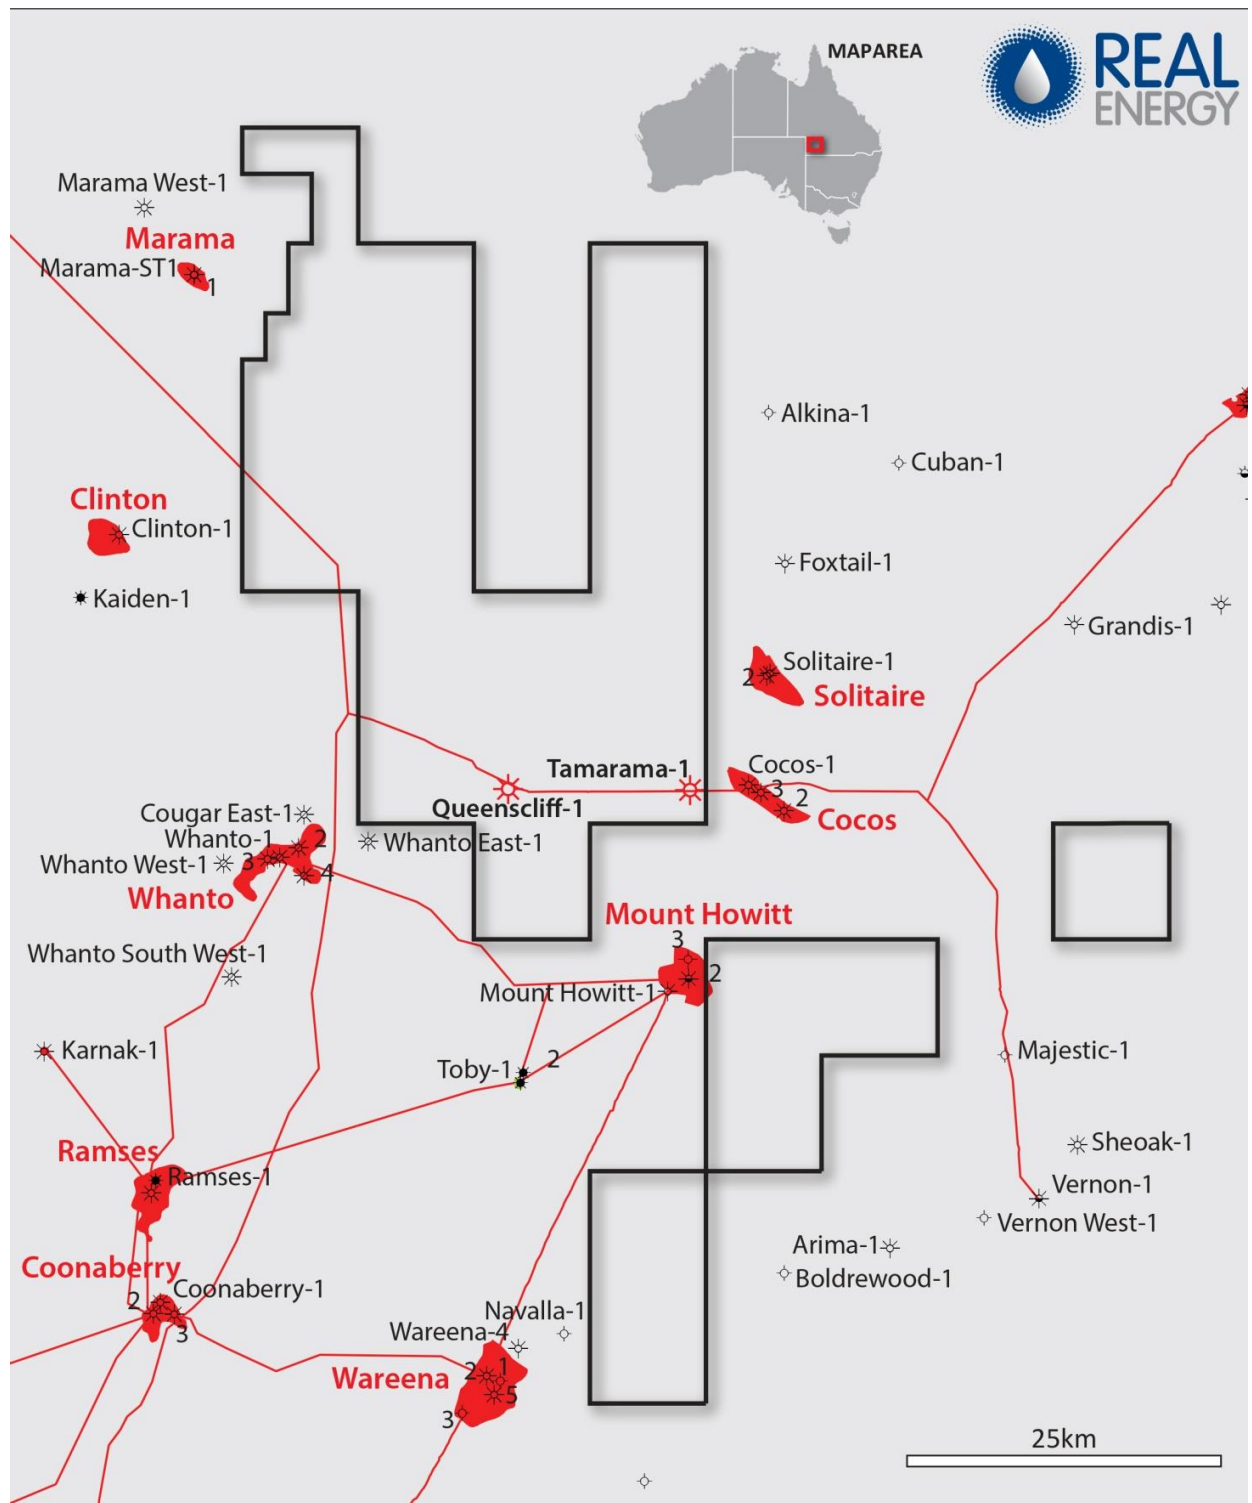 MAPAREA
REAL
ENERGY
Marama West-1
Marama
Marama-ST1
1
Alkina-1
Cuban-1
Clinton
Clinton-1
Foxtail-1
Kaiden-1
Grandis-1
Solitaire-1
2
Solitaire
Tamarama-1
Cocos-1
3
2
Queenscliff-1
Cocos
Cougar East-1
Whanto-1
2
Whanto East-1
Whanto West-1
3
4
Whanto
Mount Howitt
3
Whanto South West-1
2
Mount Howitt-1
Karnak-1
2
Toby-1
Majestic-1
Ramses
Sheoak-1
Ramses-1
Vernon-1
Vernon West-1
Arima-1
Coonaberry
Boldrewood-1
Coonaberry-1
2
3
Navalla-1
Wareena-4
1
2
Wareena
5
3
25km